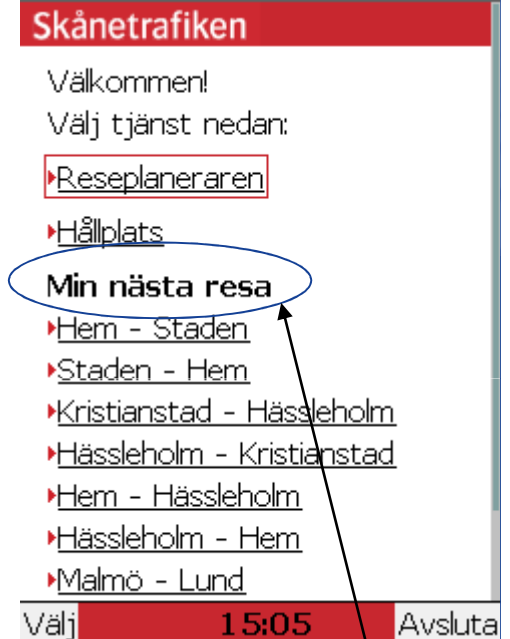 Skånetrafiken
Välkommen!
Välj tjänst nedan:
Reseplaneraren
Hållplats
Min nästa resa
Hem - Staden
Staden - Hem
Kristianstad - Hässleholm
Hässleholm - Kristianstad
Hem - Hässleholm
Hässleholm - Hem
Malmö - Lund
Välj 15:05 Avsluta